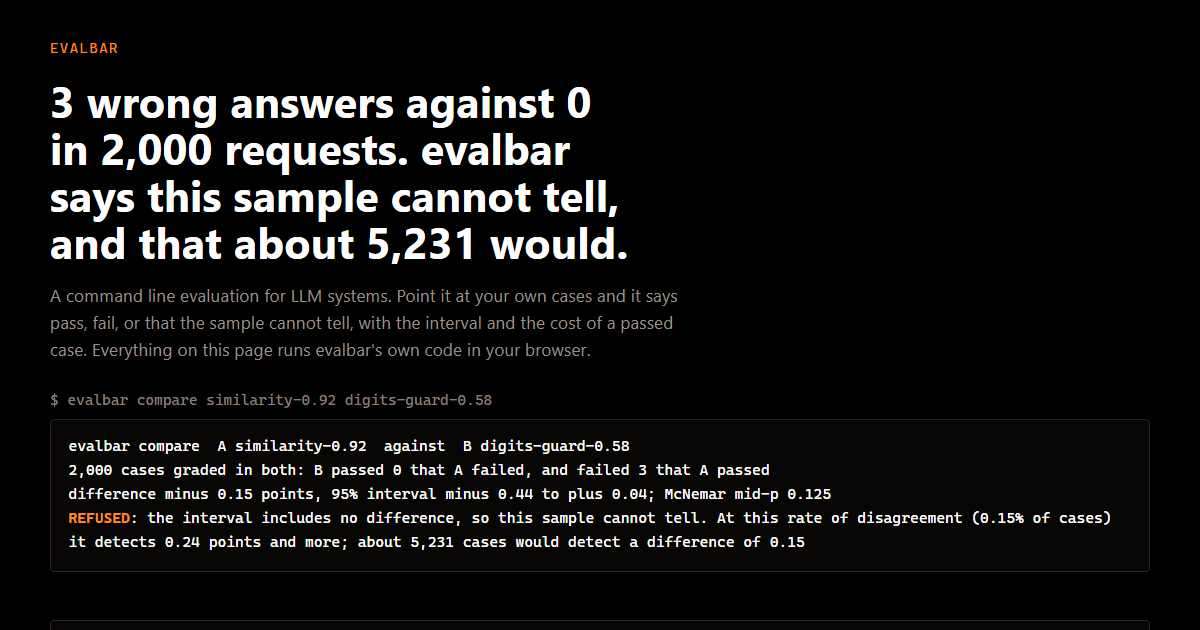 EVALBAR
3 wrong answers against 0
in 2,000 requests. evalbar
says this sample cannot tell,
and that about 5,231 would.
A command line evaluation for LLM systems. Point it at your own cases and it says
pass, fail, or that the sample cannot tell, with the interval and the cost of a passed
case. Everything on this page runs evalbar's own code in your browser.
$ evalbar compare similarity-0.92 digits-guard-0.58
evalbar compare  A similarity-0.92  against  B digits-guard-0.58
2,000 cases graded in both: B passed 0 that A failed, and failed 3 that A passed
difference minus 0.15 points, 95% interval minus 0.44 to plus 0.04; McNemar mid-p 0.125
REFUSED: the interval includes no difference, so this sample cannot tell. At this rate of disagreement (0.15% of cases)
it detects 0.24 points and more; about 5,231 cases would detect a difference of 0.15